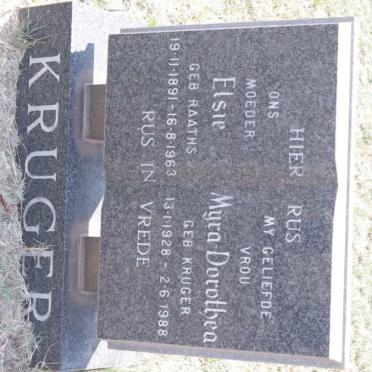 HIER RUS
ONS
MOEDER
Elsie
GEB RAATHS
19·11·1891-16·8·1963
MY GELIEFDE
VROU
Myra Dorothea
GEB KRUGER
13·1·1928 - 2·6·1988
RUS IN VREDE
KRUGER